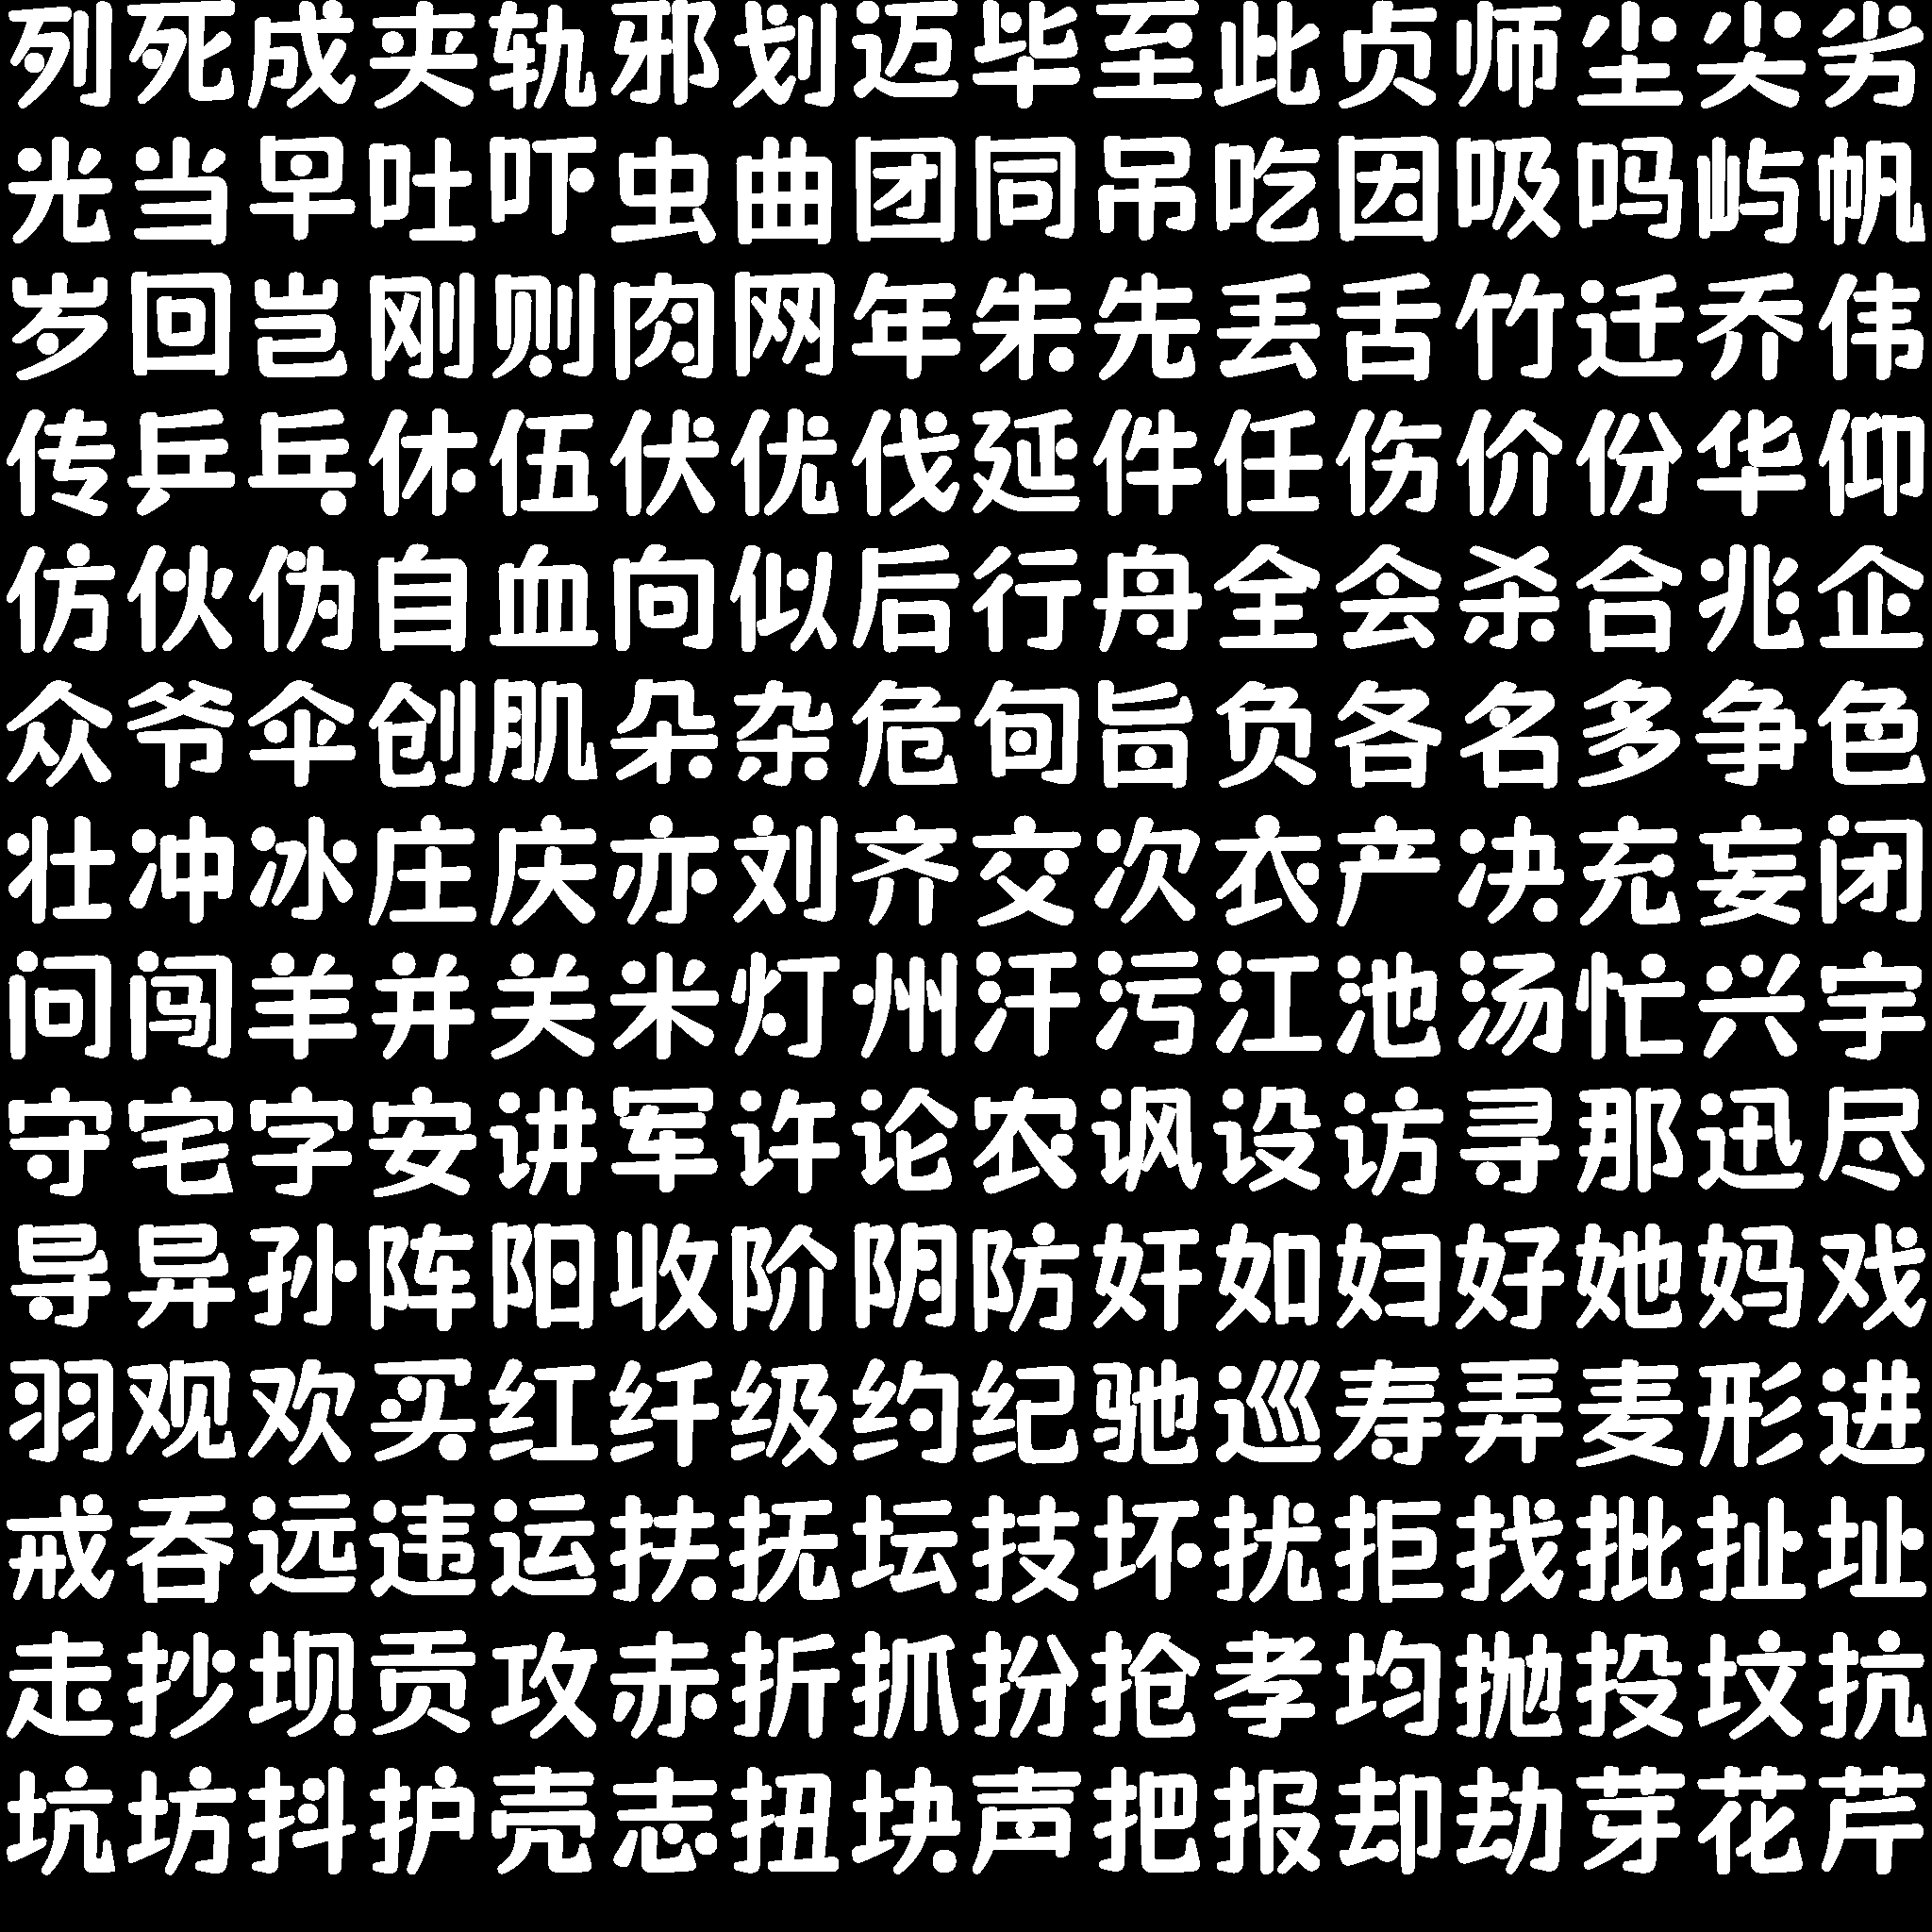 列死成夹轨邪划迈毕至此贞师尘尖劣
光当早吐吓虫曲团同吊吃因吸吗屿帆
岁回岂刚则肉网年朱先丢舌竹迁乔伟
传乒乓休伍伏优伐延件任伤价份华仰
仿伙伪自血向似后行舟全会杀合兆企
众爷伞创肌朵杂危旬旨负各名多争色
壮冲冰庄庆亦刘齐交次衣产决充妄闭
问闯羊并关米灯州汗污江池汤忙兴宇
守宅字安讲军许论农讽设访寻那迅尽
导异孙阵阳收阶阴防奸如妇好她妈戏
羽观欢买红纤级约纪驰巡寿弄麦形进
戒吞远违运扶抚坛技坏扰拒找批扯址
走抄坝贡攻赤折抓扮抢孝均抛投坟抗
坑坊抖护壳志扭块声把报却劫芽花芹